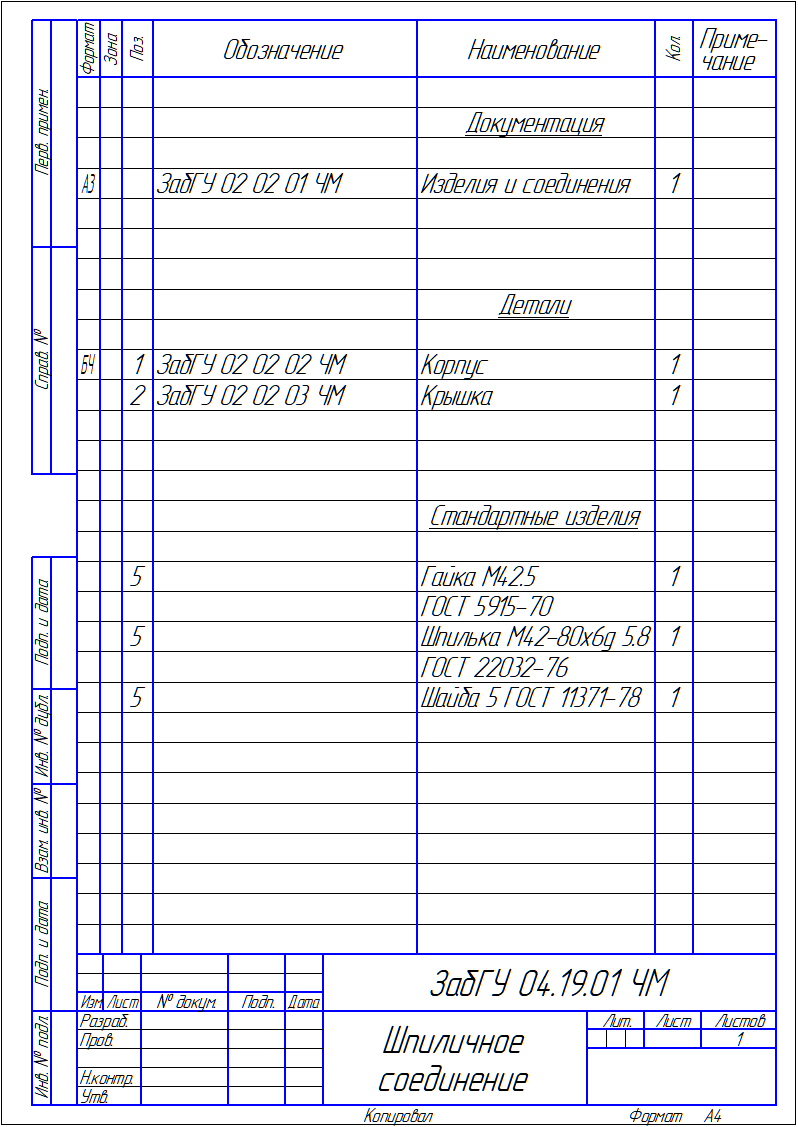 Формат Зона Поз. Обозначение Наименование Кол. Приме-
чание
Документация
А3 ЗабГУ 02 02 01 ЧМ Изделия и соединения 1
Детали
БЧ 1 ЗабГУ 02 02 02 ЧМ Корпус 1
2 ЗабГУ 02 02 03 ЧМ Крышка 1
Стандартные изделия
5 Гайка М42.5 1
ГОСТ 5915-70
5 Шпилька М42-80х6g 5.8 1
ГОСТ 22032-76
5 Шайба 5 ГОСТ 11371-78 1
Перв. примен.
Справ. №
Подп. и дата
Инв. № дубл.
Взам. инв. №
Подп. и дата
Инв. № подл.
ЗабГУ 04.19.01 ЧМ
Изм. Лист № докум. Подп. Дата
Разраб.
Пров.
Н.контр.
Утв.
Шпиличное
соединение
Лит. Лист Листов
1
Копировал Формат А4